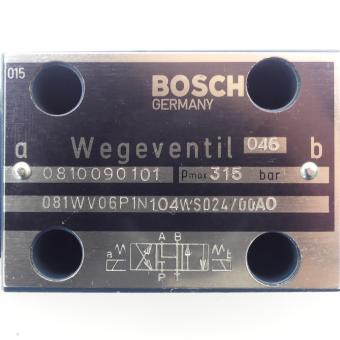 015
BOSCH
GERMANY
a Wegeventil 046 b
0810090101 pmax 315 bar
081WV06P1N104WS024/00A0
A B
a b
P T